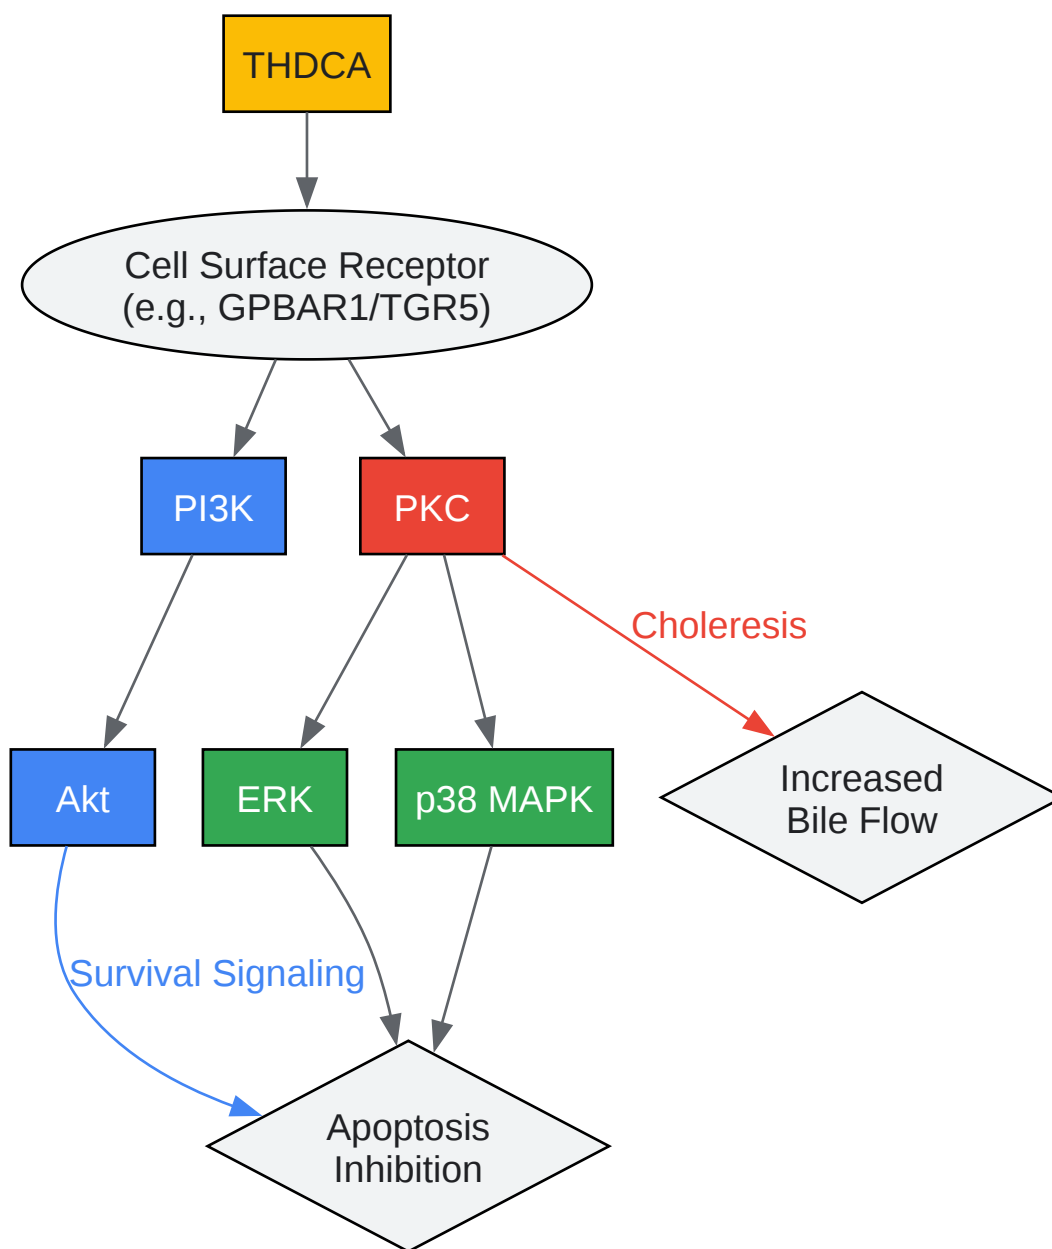 THDCA
Cell Surface Receptor
(e.g., GPBAR1/TGR5)
PI3K
PKC
Choleresis
Akt
ERK
p38 MAPK
Increased
Bile Flow
Survival Signaling
Apoptosis
Inhibition